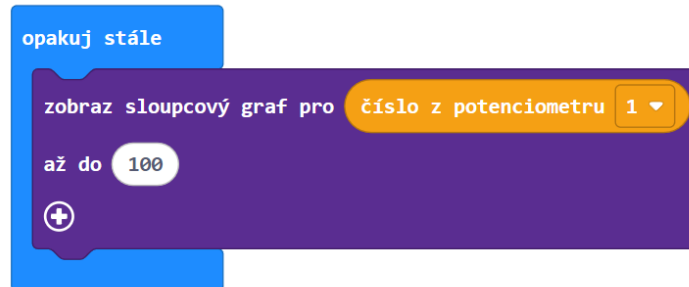 opakuj stále
zobraz sloupcový graf pro číslo z potenciometru 1
až do 100